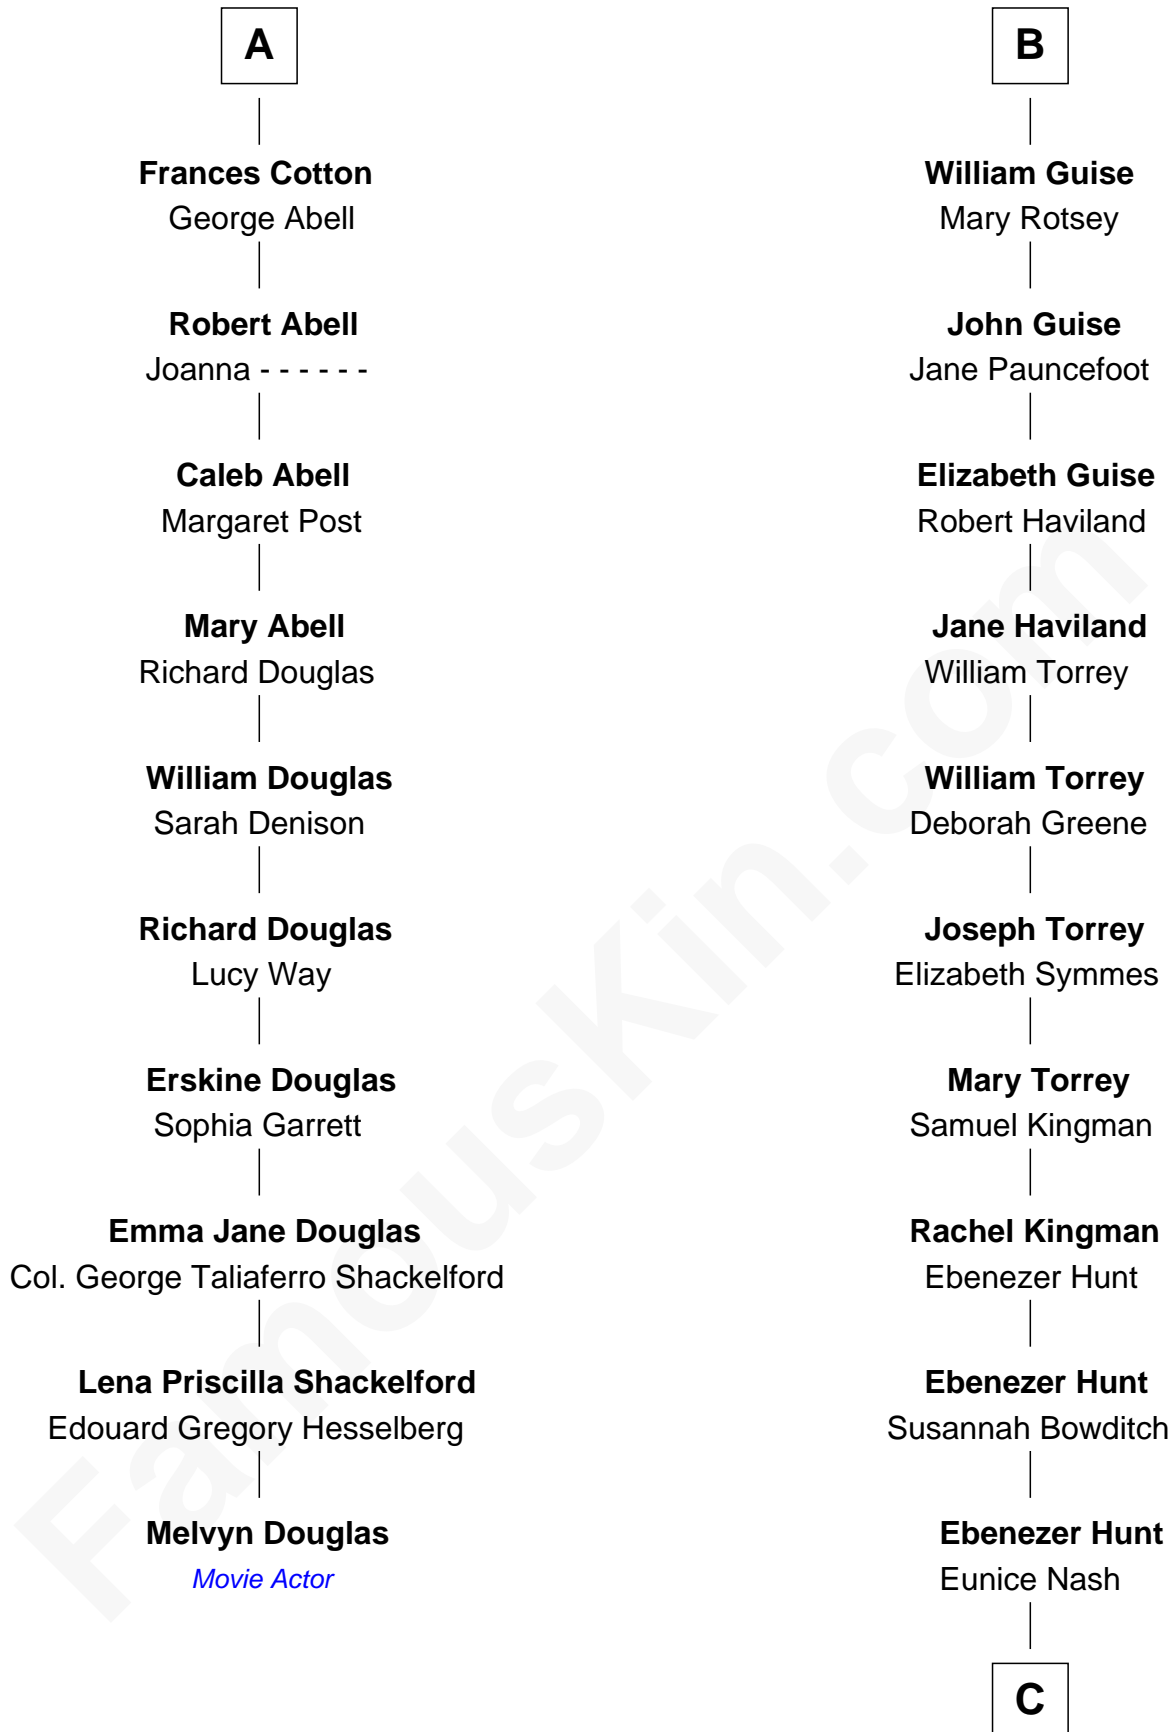 A
Frances Cotton
George Abell
Robert Abell
Joanna - - - - - -
Caleb Abell
Margaret Post
Mary Abell
Richard Douglas
William Douglas
Sarah Denison
Richard Douglas
Lucy Way
Erskine Douglas
Sophia Garrett
Emma Jane Douglas
Col. George Taliaferro Shackelford
Lena Priscilla Shackelford
Edouard Gregory Hesselberg
Melvyn Douglas
Movie Actor
B
William Guise
Mary Rotsey
John Guise
Jane Pauncefoot
Elizabeth Guise
Robert Haviland
Jane Haviland
William Torrey
William Torrey
Deborah Greene
Joseph Torrey
Elizabeth Symmes
Mary Torrey
Samuel Kingman
Rachel Kingman
Ebenezer Hunt
Ebenezer Hunt
Susannah Bowditch
Ebenezer Hunt
Eunice Nash
C
FamousKin.com